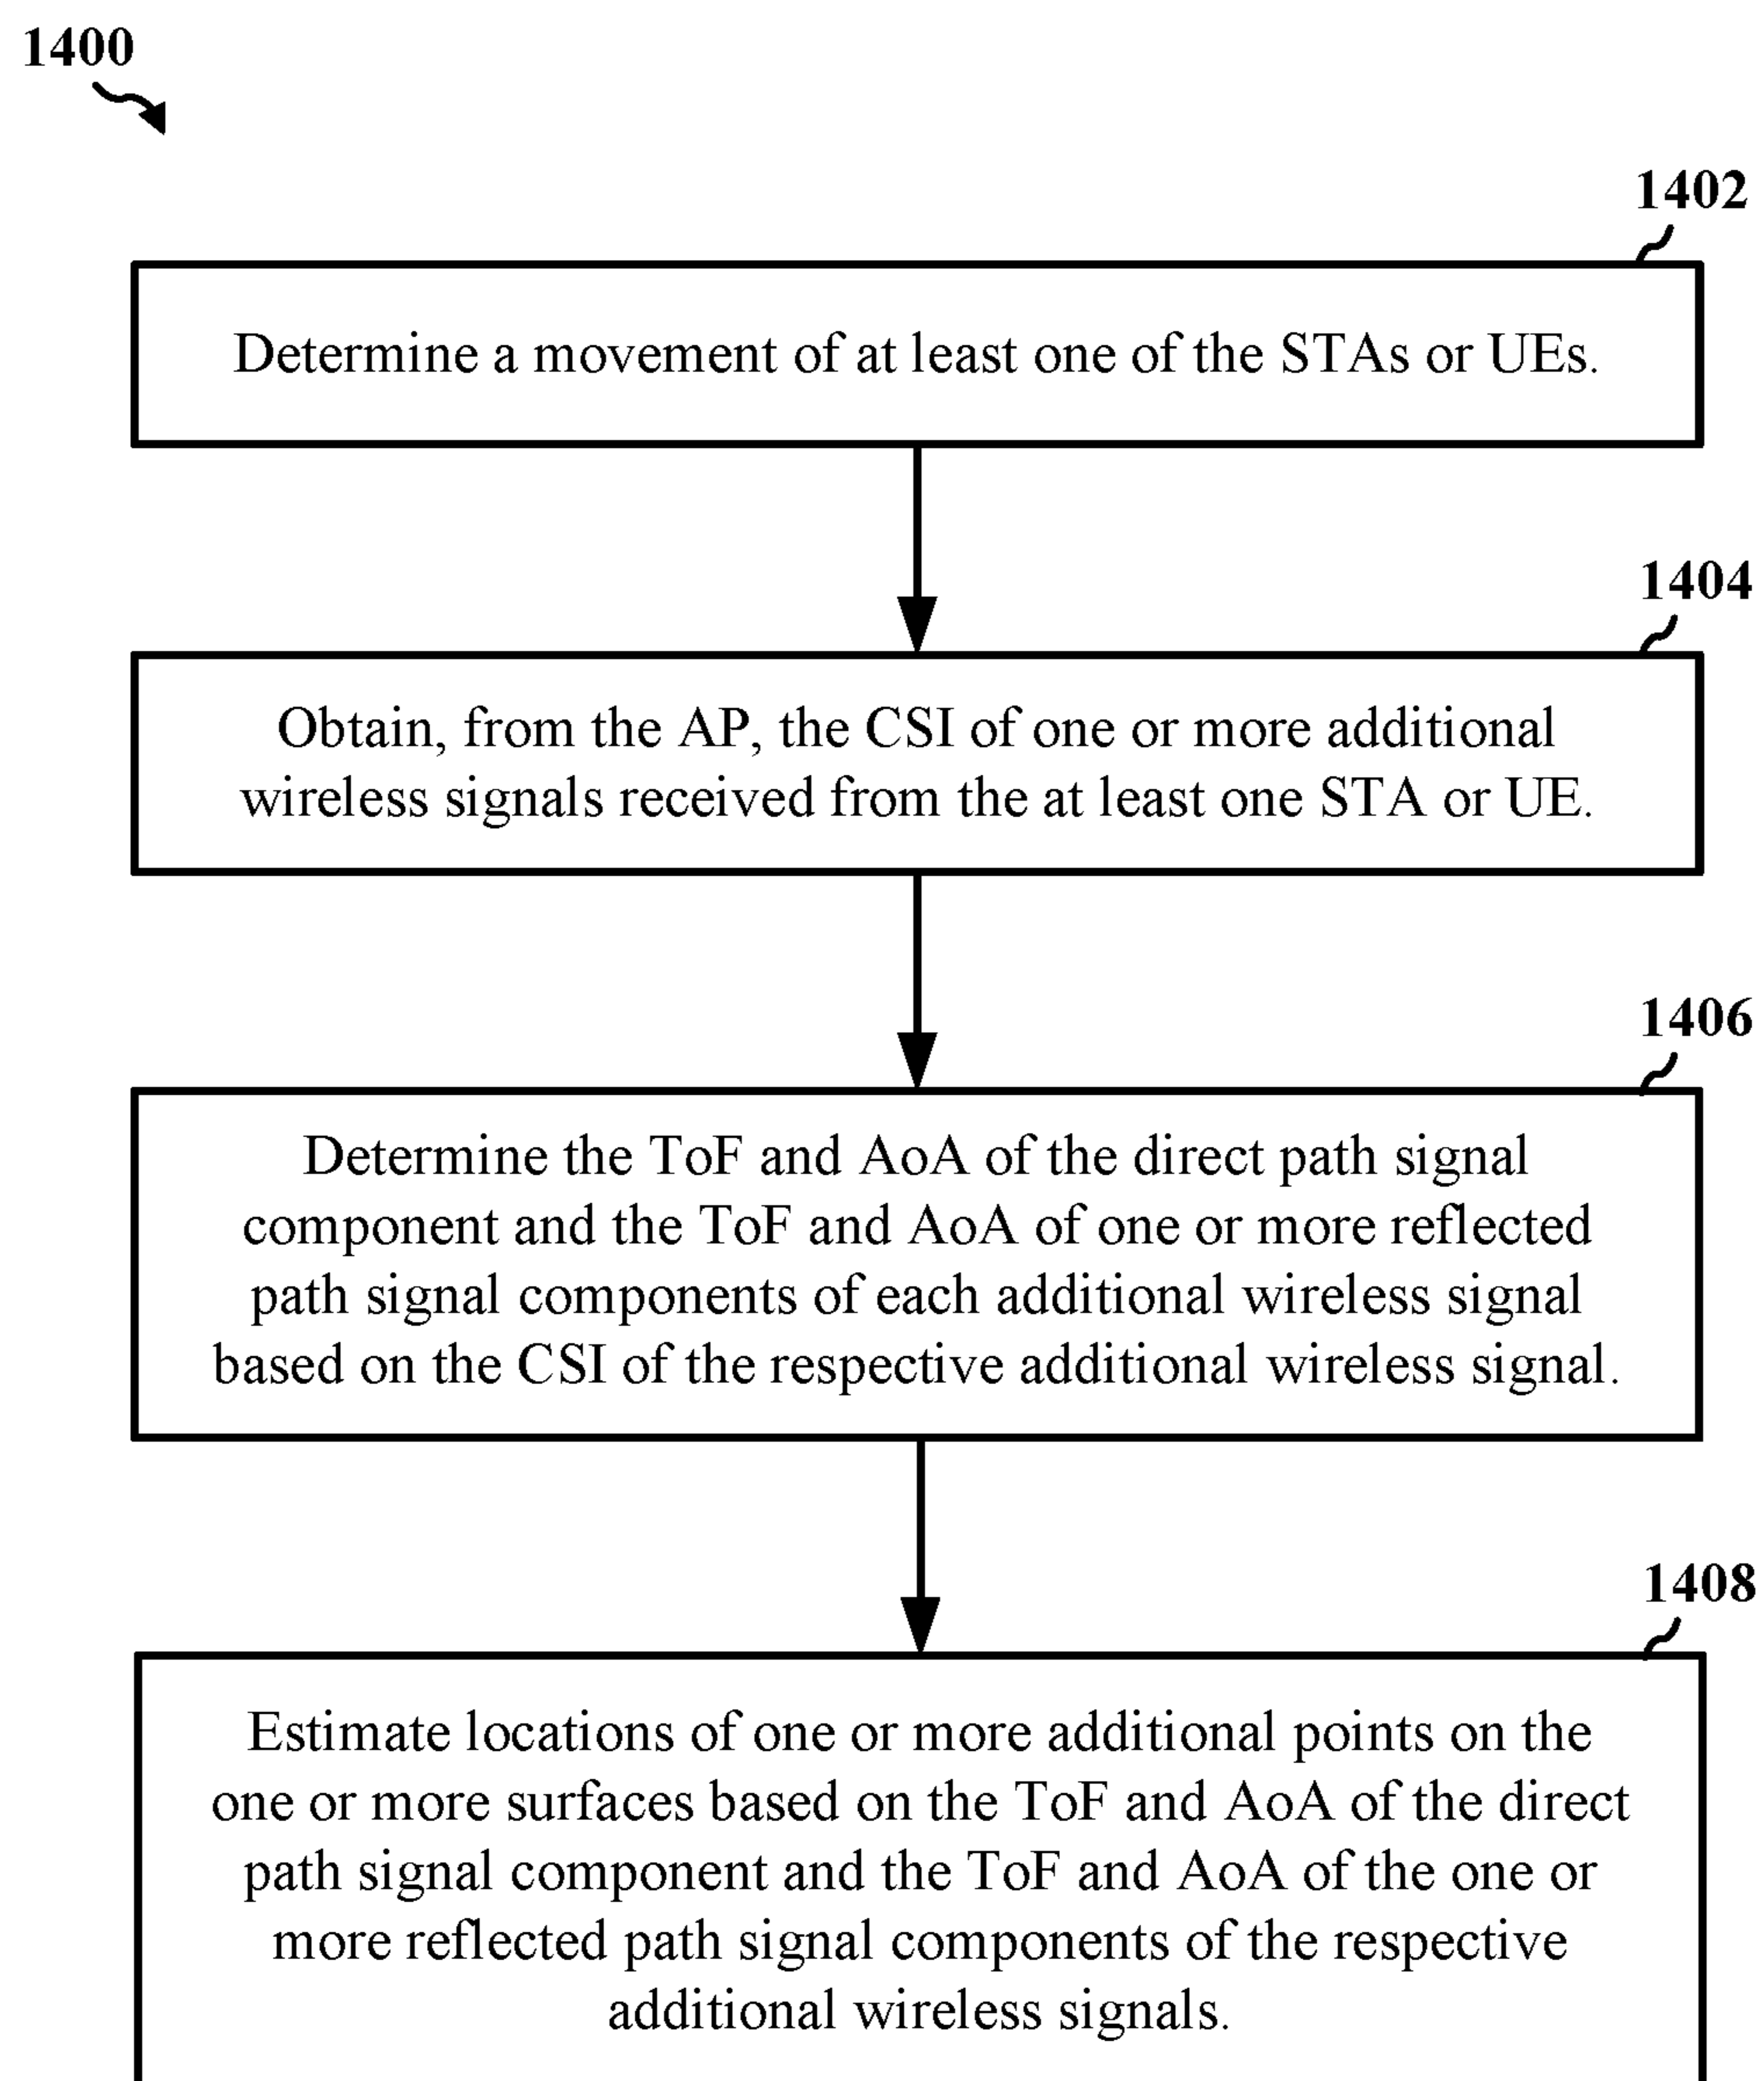 1400
1402
Determine a movement of at least one of the STAs or UEs.
1404
Obtain, from the AP, the CSI of one or more additional
wireless signals received from the at least one STA or UE.
1406
Determine the ToF and AoA of the direct path signal
component and the ToF and AoA of one or more reflected
path signal components of each additional wireless signal
based on the CSI of the respective additional wireless signal.
1408
Estimate locations of one or more additional points on the
one or more surfaces based on the ToF and AoA of the direct
path signal component and the ToF and AoA of the one or
more reflected path signal components of the respective
additional wireless signals.